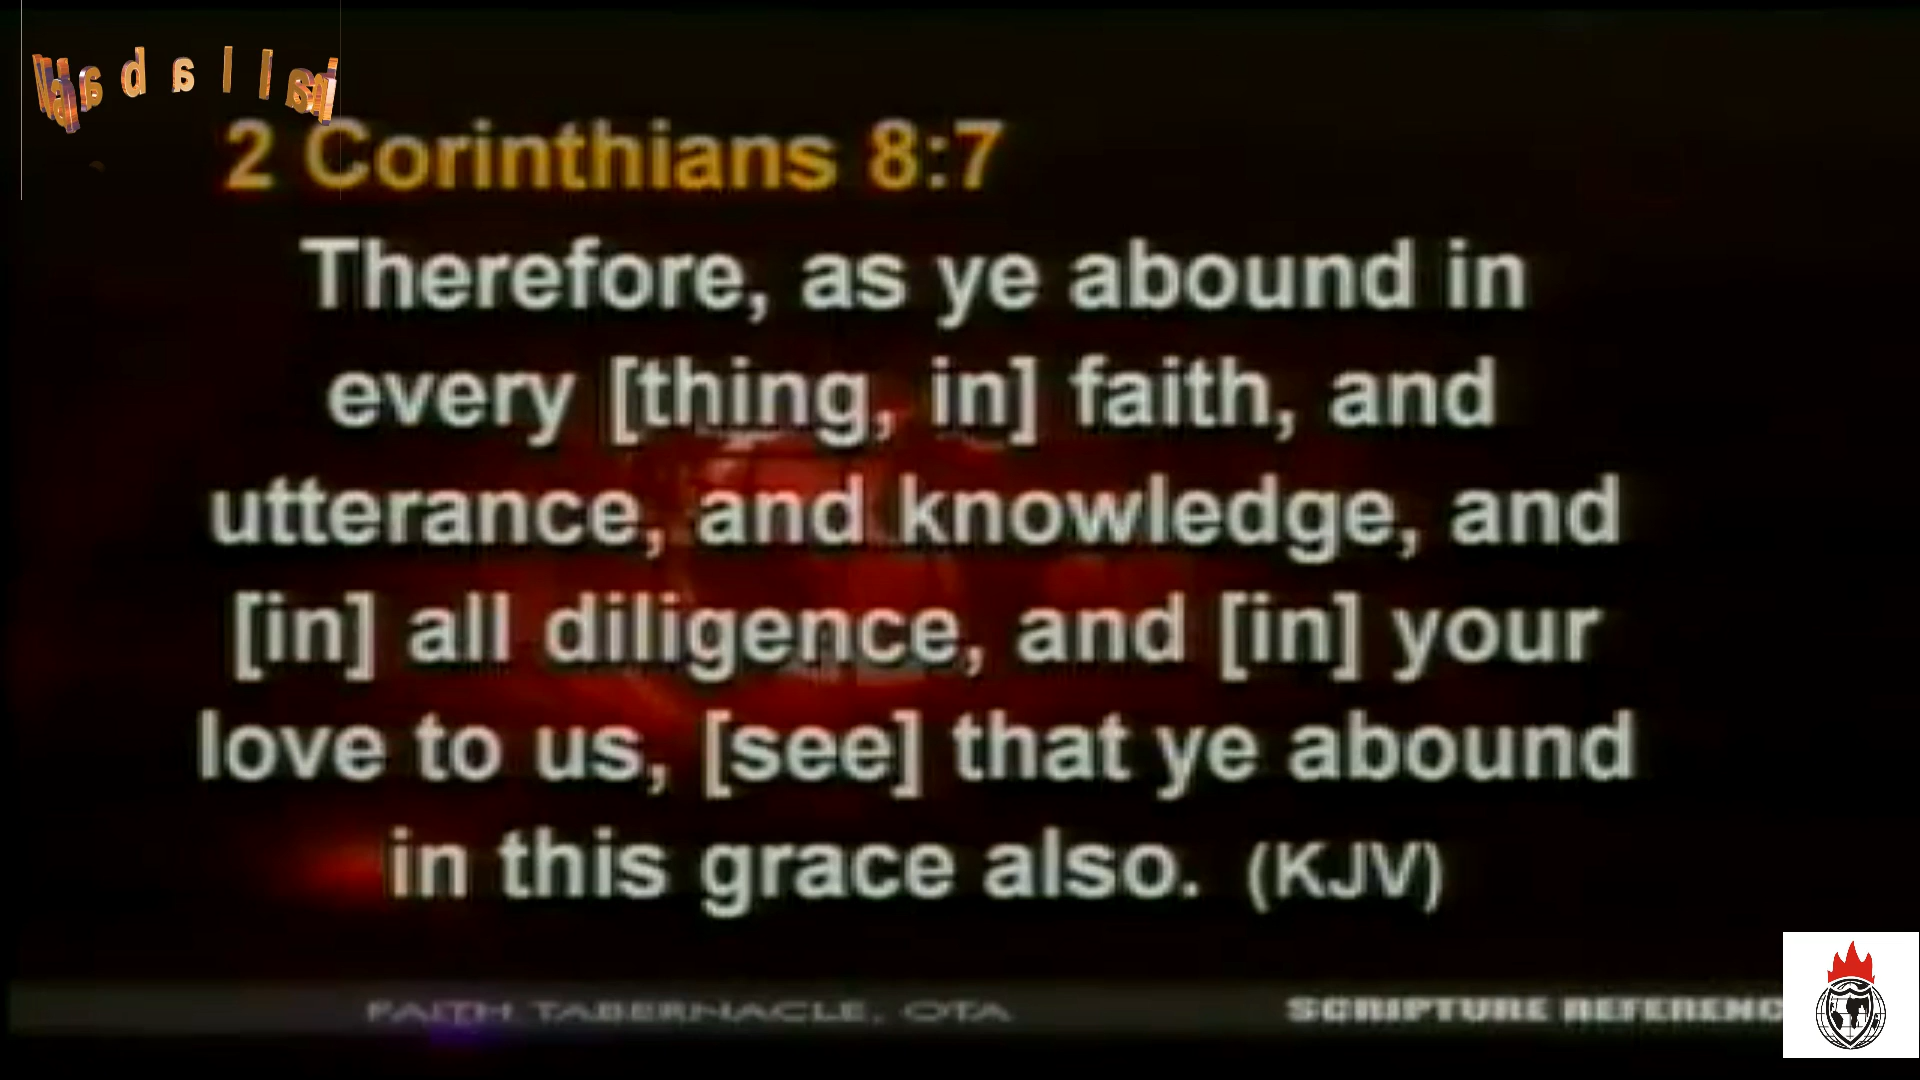 2 Corinthians 8:7
Therefore, as ye abound in
every [thing, in] faith, and
utterance, and knowledge, and
[in] all diligence, and [in] your
love to us, [see] that ye abound
in this grace also. (KJV)
FAITH TABERNACLE, OTA
SCRIPTURE REFERENC